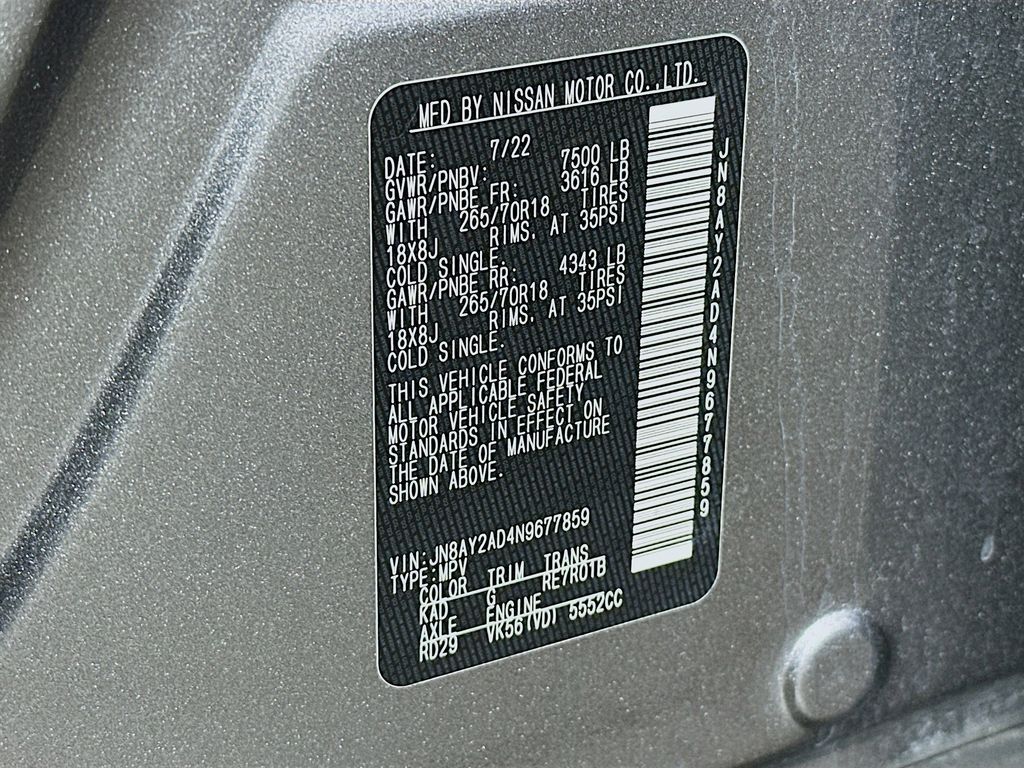 MFD BY NISSAN MOTOR CO.,LTD.
DATE: 7/22
GVWR/PNBV: 7500 LB
GAWR/PNBE FR: 3616 LB
WITH 265/70R18 TIRES
18X8J RIMS, AT 35PSI
COLD SINGLE.
GAWR/PNBE RR: 4343 LB
WITH 265/70R18 TIRES
18X8J RIMS, AT 35PSI
COLD SINGLE.
THIS VEHICLE CONFORMS TO
ALL APPLICABLE FEDERAL
MOTOR VEHICLE SAFETY
STANDARDS IN EFFECT ON
THE DATE OF MANUFACTURE
SHOWN ABOVE.
VIN:JN8AY2AD4N9677859
TYPE:MPV
COLOR TRIM TRANS
KAD G RE7R01B
AXLE ENGINE
RD29 VK56(VD) 5552CC
JN8AY2AD4N9677859